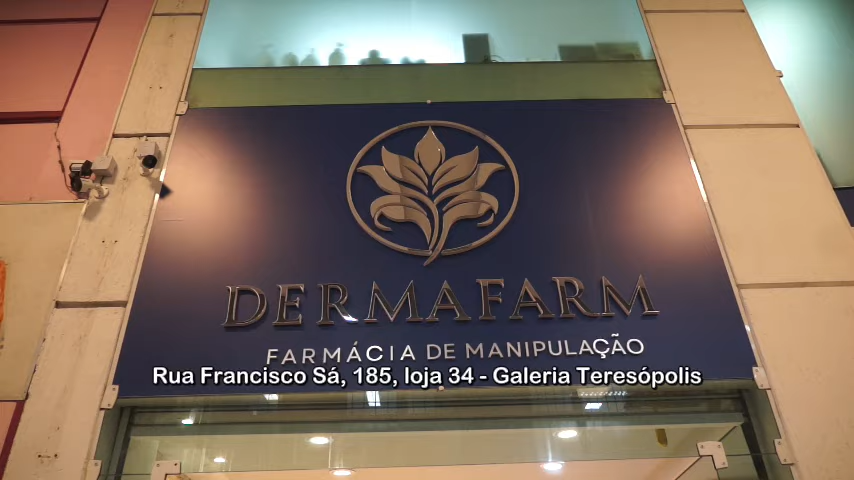 DERMAFARM
FARMÁCIA DE MANIPULAÇÃO
Rua Francisco Sá, 185, loja 34 - Galeria Teresópolis